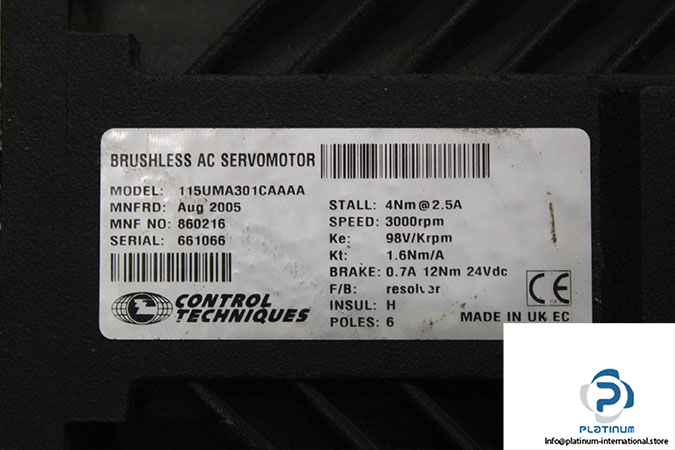 BRUSHLESS AC SERVOMOTOR
MODEL: 115UMA301CAAAA
MNFRD: Aug 2005
MNF NO: 860216
SERIAL: 661066
STALL: 4Nm @ 2.5A
SPEED: 3000rpm
Ke: 98V/Krpm
Kt: 1.6Nm/A
BRAKE: 0.7A 12Nm 24Vdc
F/B: resolver
INSUL: H
POLES: 6
CE
MADE IN UK EC
CONTROL
TECHNIQUES
PLATINUM
Info@platinum-international.store